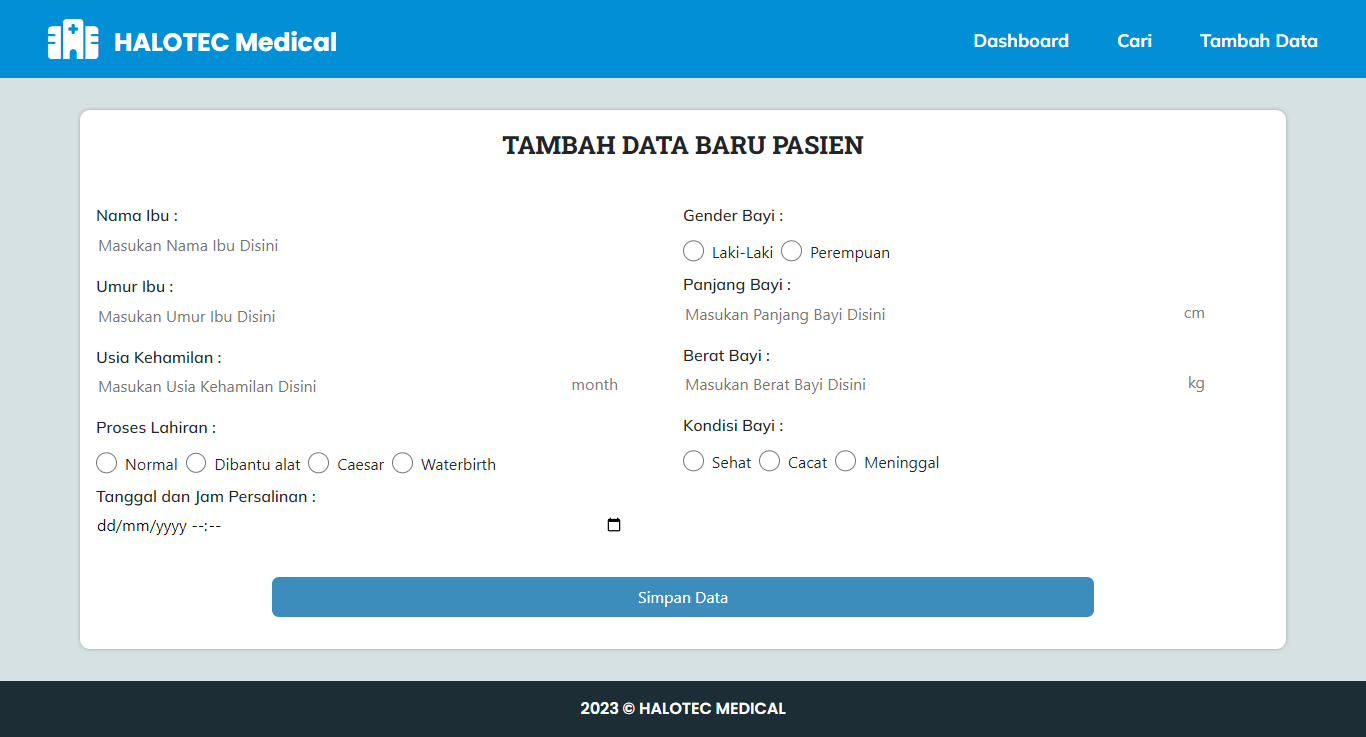 HALOTEC Medical
Dashboard Cari Tambah Data
TAMBAH DATA BARU PASIEN
Nama Ibu :
Masukan Nama Ibu Disini
Umur Ibu :
Masukan Umur Ibu Disini
Usia Kehamilan :
Masukan Usia Kehamilan Disini month
Proses Lahiran :
Normal Dibantu alat Caesar Waterbirth
Tanggal dan Jam Persalinan :
dd/mm/yyyy --:--
Gender Bayi :
Laki-Laki Perempuan
Panjang Bayi :
Masukan Panjang Bayi Disini cm
Berat Bayi :
Masukan Berat Bayi Disini kg
Kondisi Bayi :
Sehat Cacat Meninggal
Simpan Data
2023 © HALOTEC MEDICAL